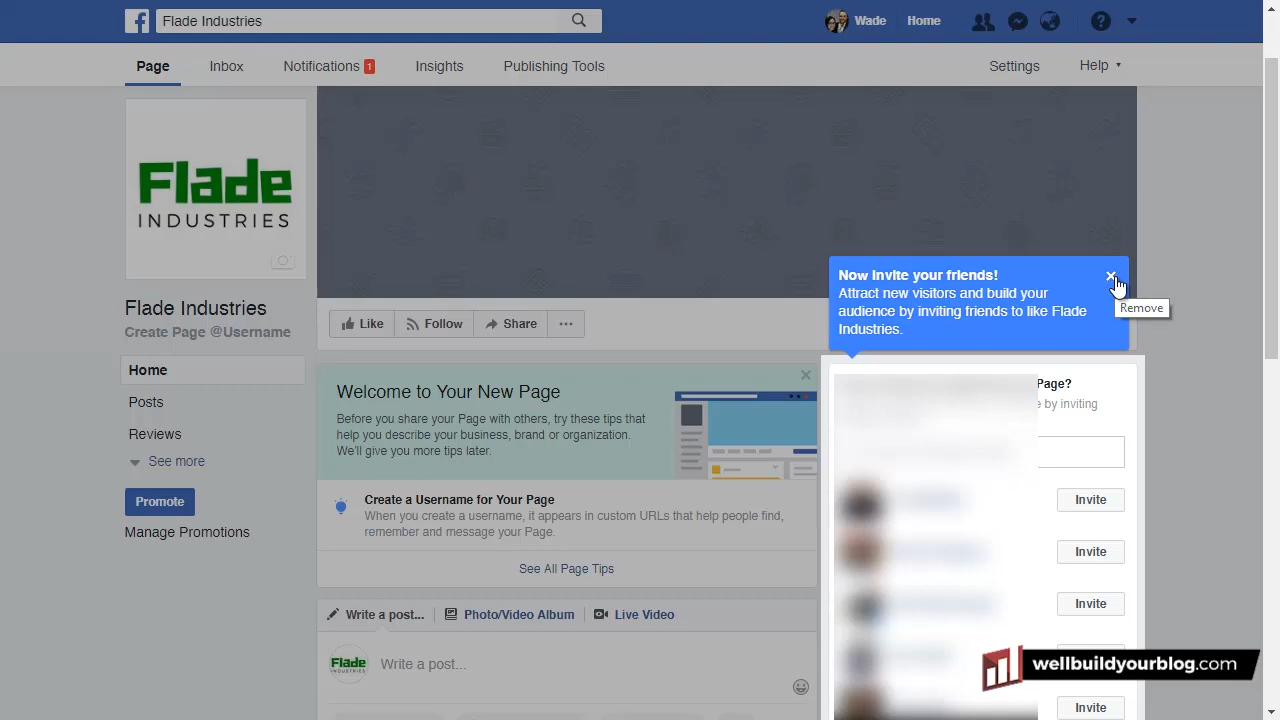 Flade Industries
Wade
Home
Page
Inbox
Notifications 1
Insights
Publishing Tools
Settings
Help
Flade
INDUSTRIES
Flade Industries
Create Page @Username
Home
Posts
Reviews
See more
Promote
Manage Promotions
Like
Follow
Share
Now Invite your friends!
Attract new visitors and build your
audience by inviting friends to like Flade
Industries.
Remove
Welcome to Your New Page
Before you share your Page with others, try these tips that
help you describe your business, brand or organization.
We'll give you more tips later.
Create a Username for Your Page
When you create a username, it appears in custom URLs that help people find,
remember and message your Page.
See All Page Tips
Write a post...
Photo/Video Album
Live Video
Flade
INDUSTRIES
Write a post...
Page?
e by inviting
Invite
Invite
Invite
Invite
wellbuildyourblog.com